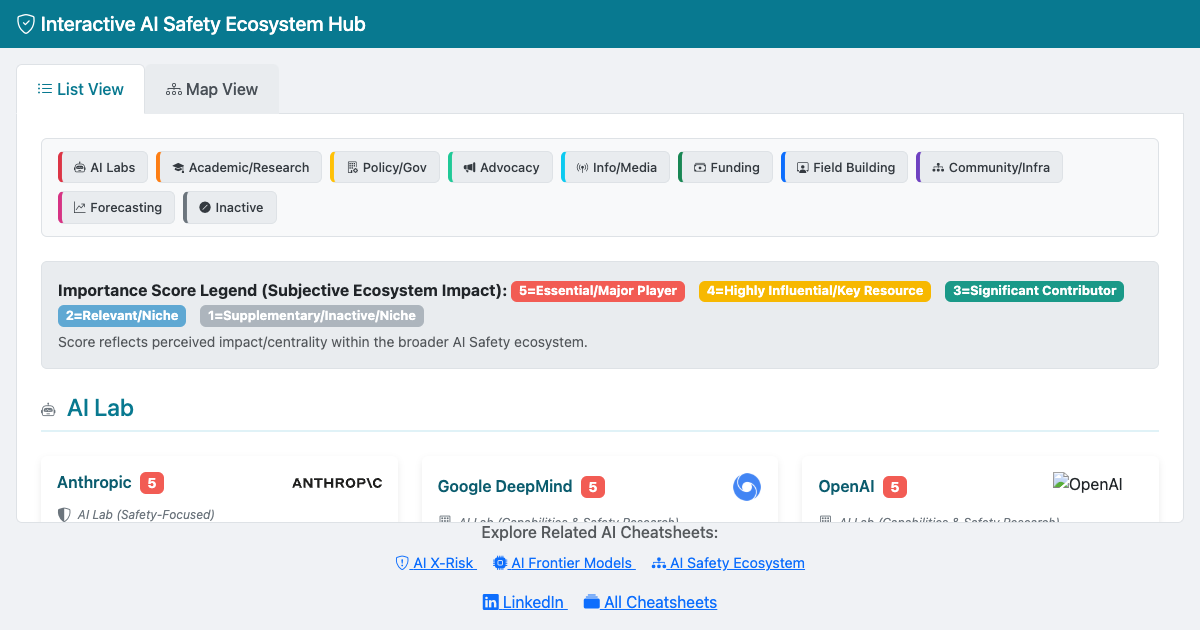 Interactive AI Safety Ecosystem Hub
List View
Map View
AI Labs
Academic/Research
Policy/Gov
Advocacy
Info/Media
Funding
Field Building
Community/Infra
Forecasting
Inactive
Importance Score Legend (Subjective Ecosystem Impact): 5=Essential/Major Player 4=Highly Influential/Key Resource 3=Significant Contributor
2=Relevant/Niche 1=Supplementary/Inactive/Niche
Score reflects perceived impact/centrality within the broader AI Safety ecosystem.
AI Lab
Anthropic 5
ANTHROP\C
AI Lab (Safety-Focused)
Google DeepMind 5
AI Lab (Capabilities & Safety Research)
OpenAI 5
OpenAI
AI Lab (Capabilities & Safety Research)
Explore Related AI Cheatsheets:
AI X-Risk
AI Frontier Models
AI Safety Ecosystem
LinkedIn
All Cheatsheets